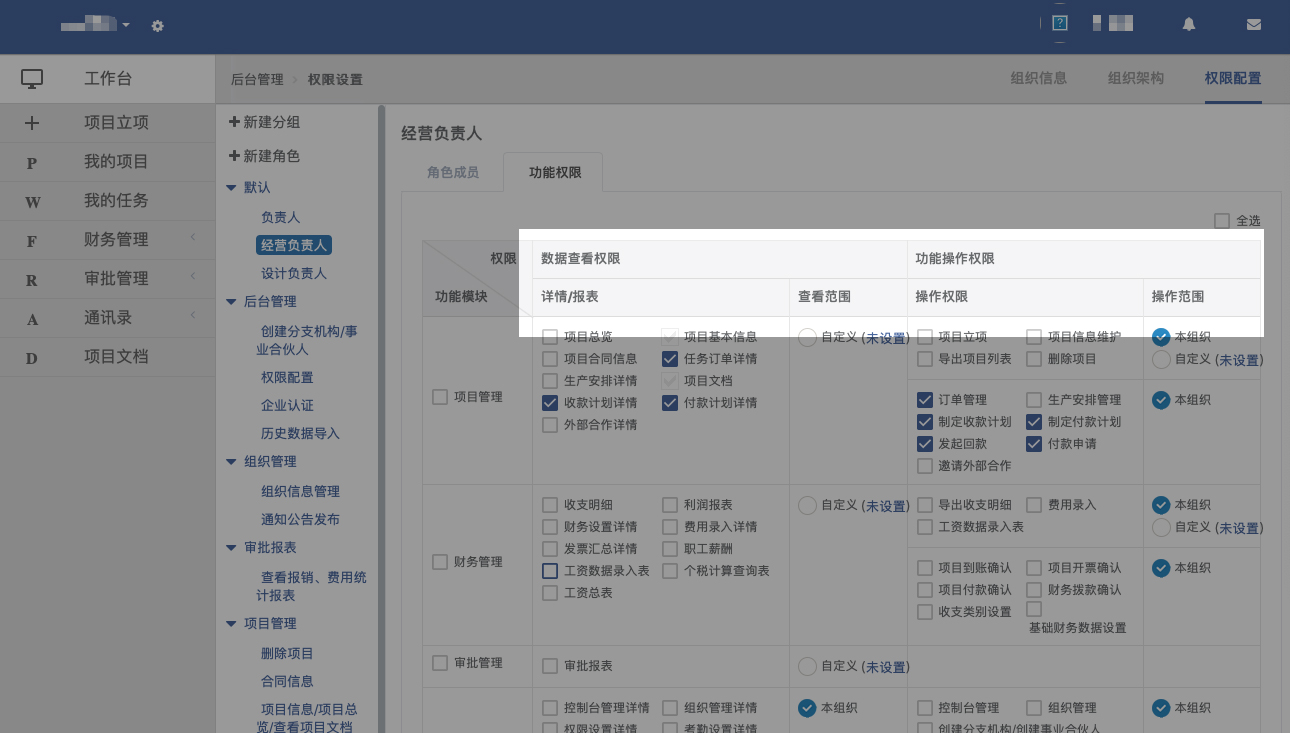 工作台
后台管理 权限设置
组织信息 组织架构 权限配置
项目立项
P 我的项目
W 我的任务
F 财务管理
R 审批管理
A 通讯录
D 项目文档
新建分组
新建角色
默认
负责人
经营负责人
设计负责人
后台管理
创建分支机构/事
业合伙人
权限配置
企业认证
历史数据导入
组织管理
组织信息管理
通知公告发布
审批报表
查看报销、费用统
计报表
项目管理
删除项目
合同信息
项目信息/项目总
览/查看项目文档
经营负责人
角色成员 功能权限
全选
权限 数据查看权限 功能操作权限
功能模块 详情/报表 查看范围 操作权限 操作范围
项目管理
项目总览 项目基本信息
项目合同信息 任务订单详情
生产安排详情 项目文档
收款计划详情 付款计划详情
外部合作详情
自定义 (未设置)
项目立项 项目信息维护
导出项目列表 删除项目
本组织
自定义 (未设置)
订单管理 生产安排管理
制定收款计划 制定付款计划
发起回款 付款申请
邀请外部合作
本组织
财务管理
收支明细 利润报表
财务设置详情 费用录入详情
发票汇总详情 职工薪酬
工资数据录入表 个税计算查询表
工资总表
自定义 (未设置)
导出收支明细 费用录入
工资数据录入表
本组织
自定义 (未设置)
项目到账确认 项目开票确认
项目付款确认 财务拨款确认
收支类别设置
基础财务数据设置
本组织
审批管理 审批报表 自定义 (未设置)
控制台管理详情 组织管理详情 本组织 控制台管理 组织管理 本组织
权限设置详情 考勤设置详情 创建分支机构/创建事业合伙人